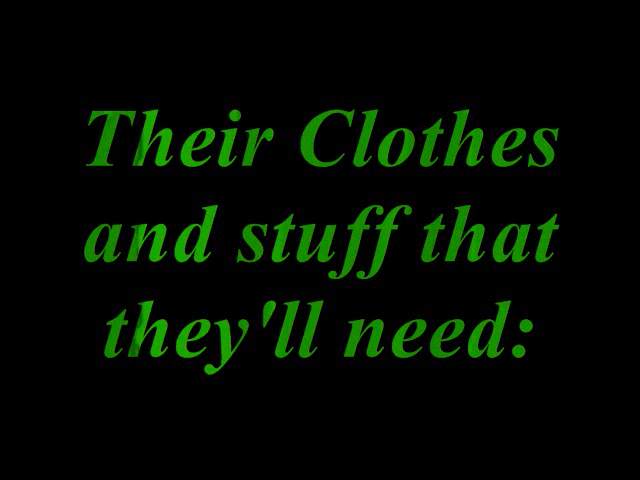 Their Clothes
and stuff that
they'll need: